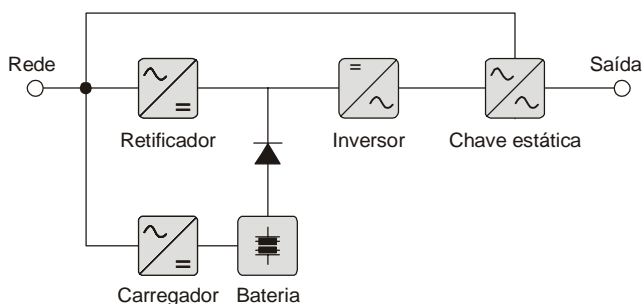 Rede
Saída
Retificador
Inversor
Chave estática
Carregador
Bateria